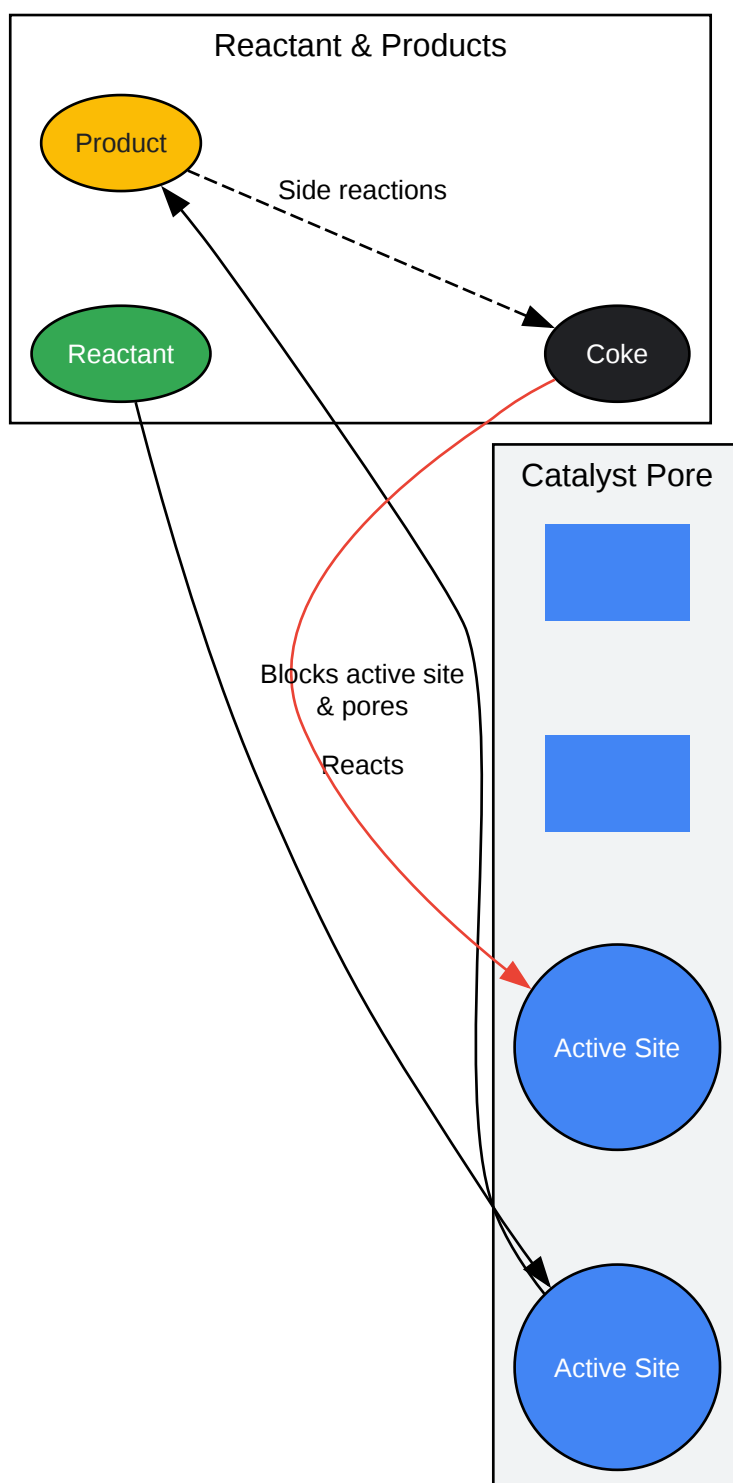 Reactant & Products
Product
Side reactions
Reactant
Coke
Catalyst Pore
Blocks active site
& pores
Reacts
Active Site
Active Site